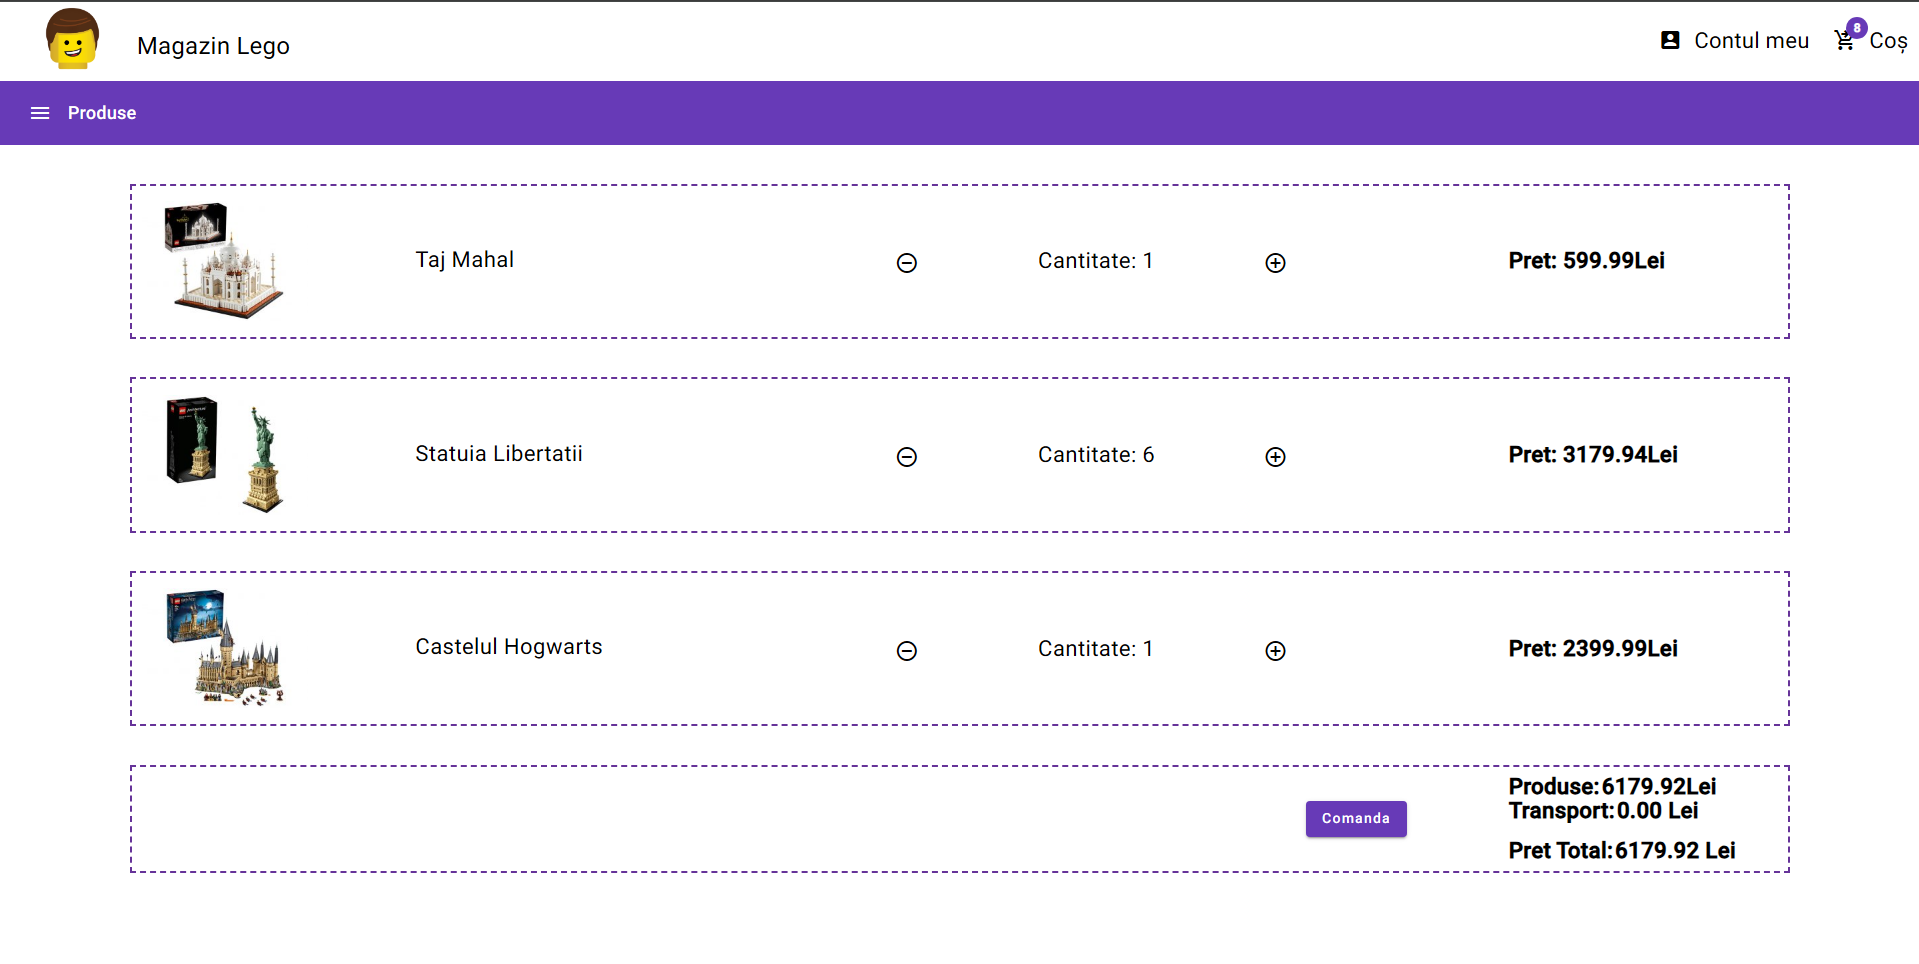 Magazin Lego
Contul meu
8
Coș
Produse
Taj Mahal
Cantitate: 1
Pret: 599.99Lei
Statuia Libertatii
Cantitate: 6
Pret: 3179.94Lei
Castelul Hogwarts
Cantitate: 1
Pret: 2399.99Lei
Comanda
Produse:6179.92Lei
Transport:0.00 Lei
Pret Total:6179.92 Lei